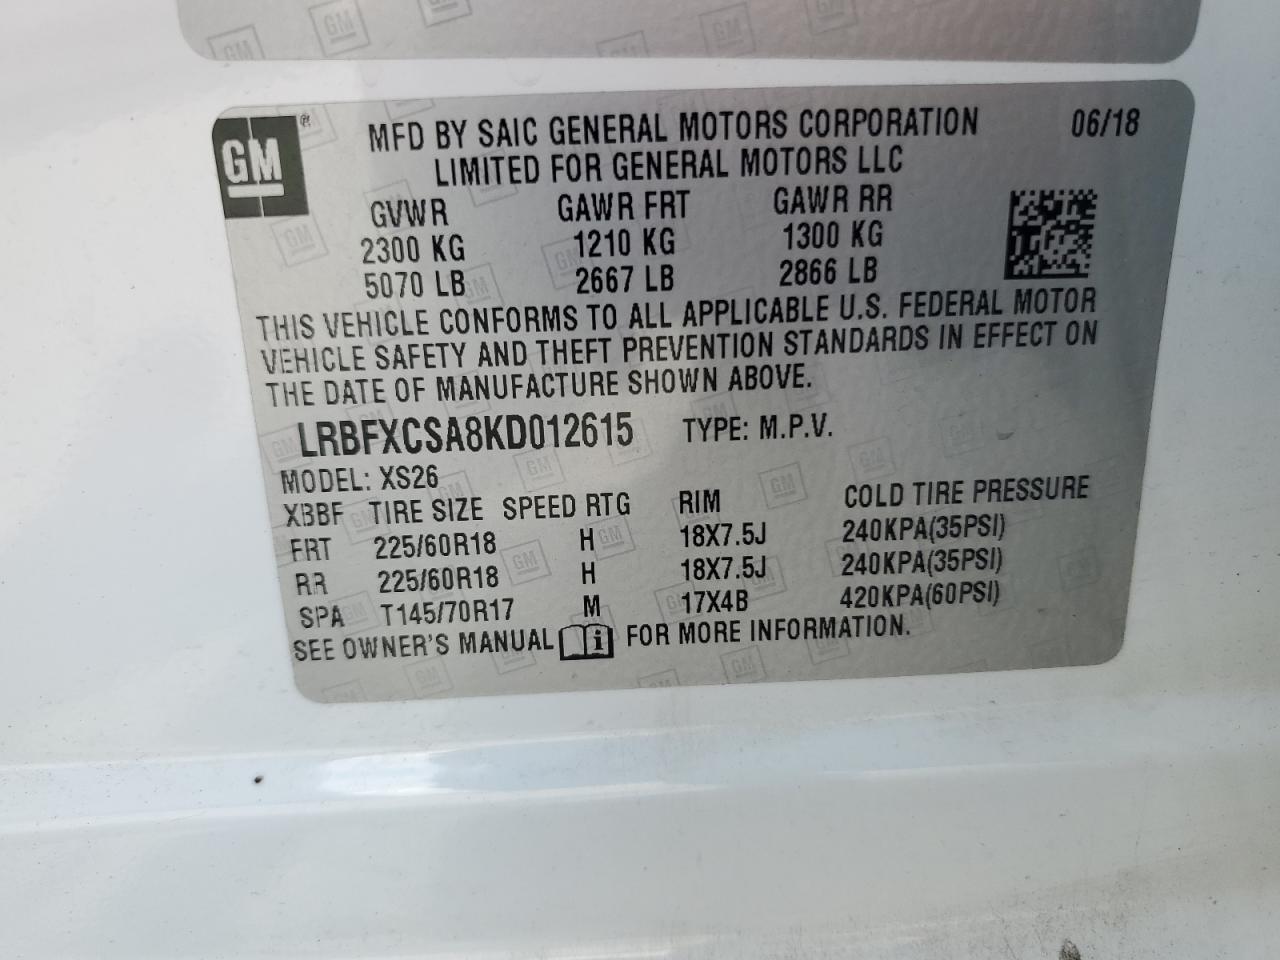 GM®
MFD BY SAIC GENERAL MOTORS CORPORATION 06/18
LIMITED FOR GENERAL MOTORS LLC
GVWR GAWR FRT GAWR RR
2300 KG 1210 KG 1300 KG
5070 LB 2667 LB 2866 LB
THIS VEHICLE CONFORMS TO ALL APPLICABLE U.S. FEDERAL MOTOR
VEHICLE SAFETY AND THEFT PREVENTION STANDARDS IN EFFECT ON
THE DATE OF MANUFACTURE SHOWN ABOVE.
LRBFXCSA8KD012615 TYPE: M.P.V.
MODEL: XS26
XBBF TIRE SIZE SPEED RTG RIM COLD TIRE PRESSURE
FRT 225/60R18 H 18X7.5J 240KPA(35PSI)
RR 225/60R18 H 18X7.5J 240KPA(35PSI)
SPA T145/70R17 M 17X4B 420KPA(60PSI)
SEE OWNER'S MANUAL i FOR MORE INFORMATION.